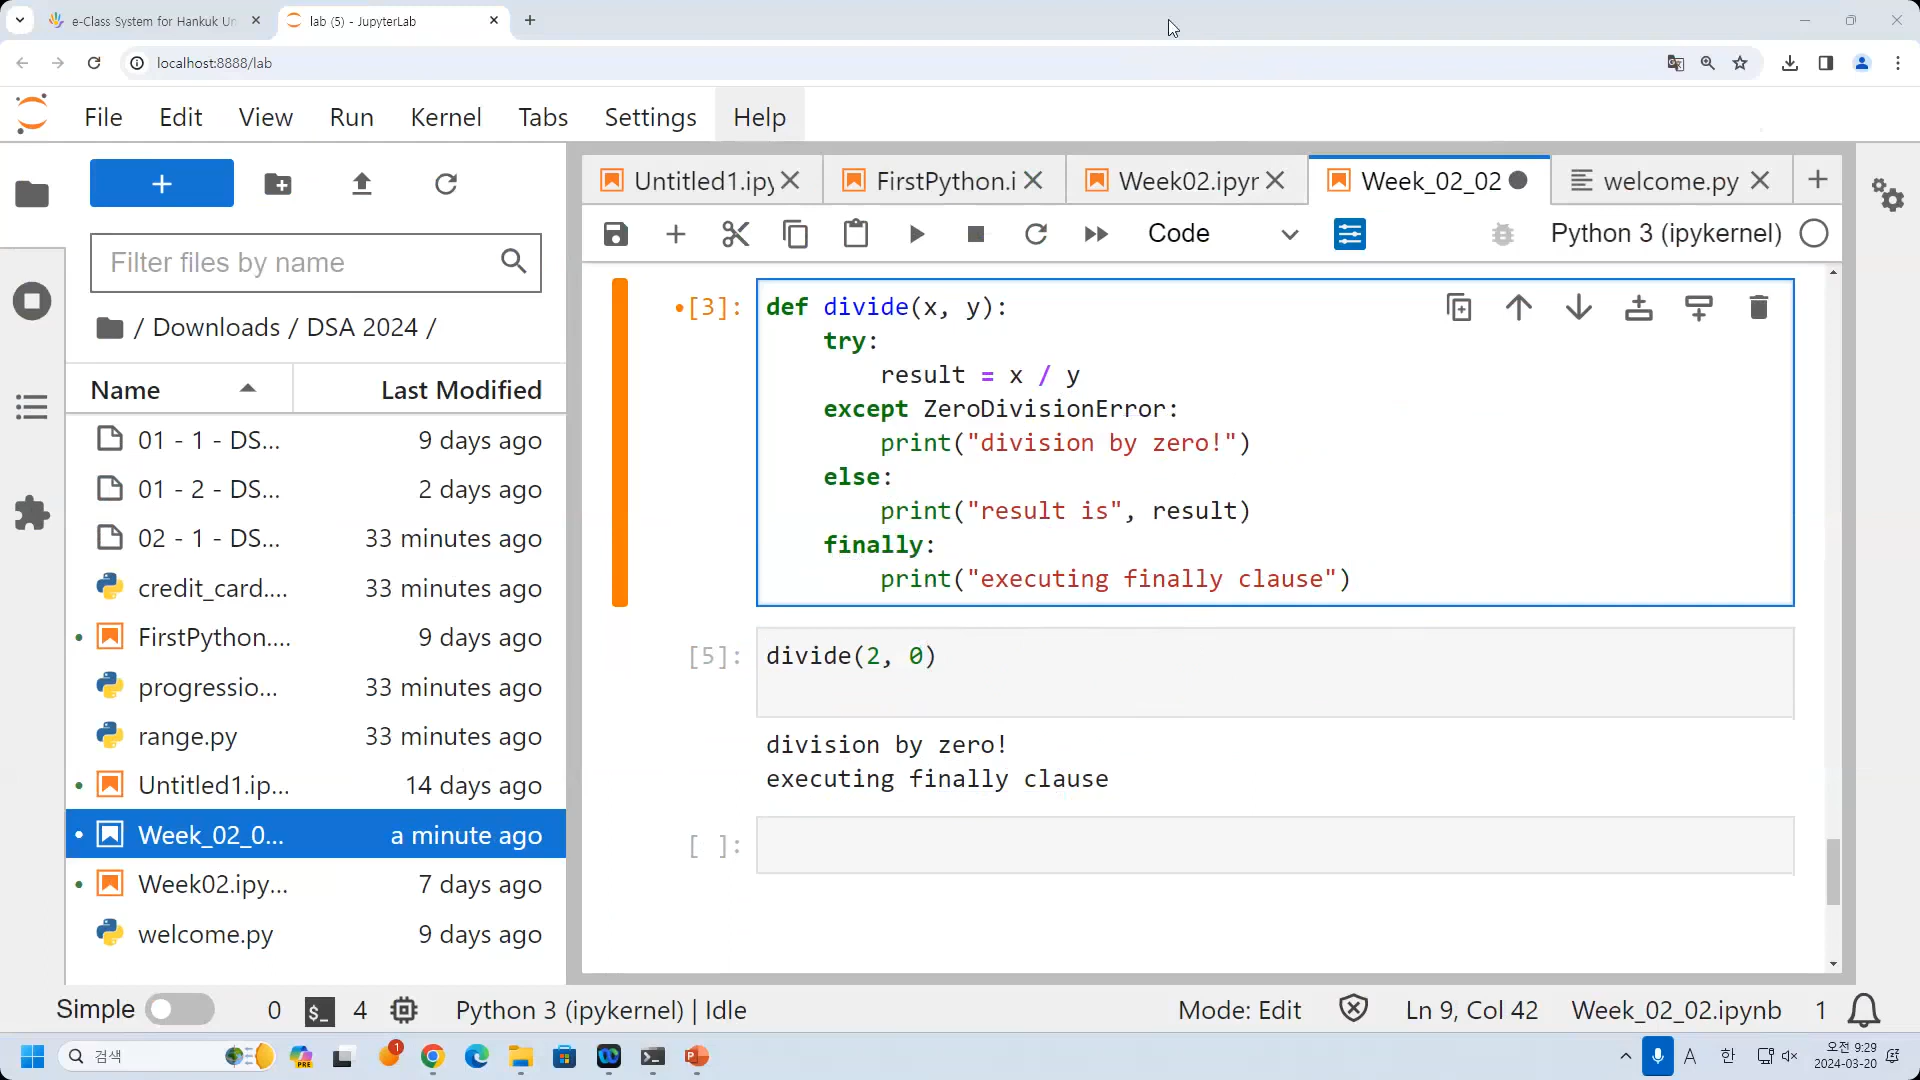 e-Class System for Hankuk Un
lab (5) - JupyterLab
localhost:8888/lab
File Edit View Run Kernel Tabs Settings Help
+
Filter files by name
/ Downloads / DSA 2024 /
Name Last Modified
01 - 1 - DS... 9 days ago
01 - 2 - DS... 2 days ago
02 - 1 - DS... 33 minutes ago
credit_card.... 33 minutes ago
FirstPython.... 9 days ago
progressio... 33 minutes ago
range.py 33 minutes ago
Untitled1.ip... 14 days ago
Week_02_0... a minute ago
Week02.ipy... 7 days ago
welcome.py 9 days ago
Untitled1.ipy FirstPython.i Week02.ipyr Week_02_02 welcome.py
Code Python 3 (ipykernel)
[3]: def divide(x, y):
try:
result = x / y
except ZeroDivisionError:
print("division by zero!")
else:
print("result is", result)
finally:
print("executing finally clause")
[5]: divide(2, 0)
division by zero!
executing finally clause
[ ]:
Simple 0 $_ 4 Python 3 (ipykernel) | Idle Mode: Edit Ln 9, Col 42 Week_02_02.ipynb 1
검색 PRE 1 A 한 오전 9:29
2024-03-20